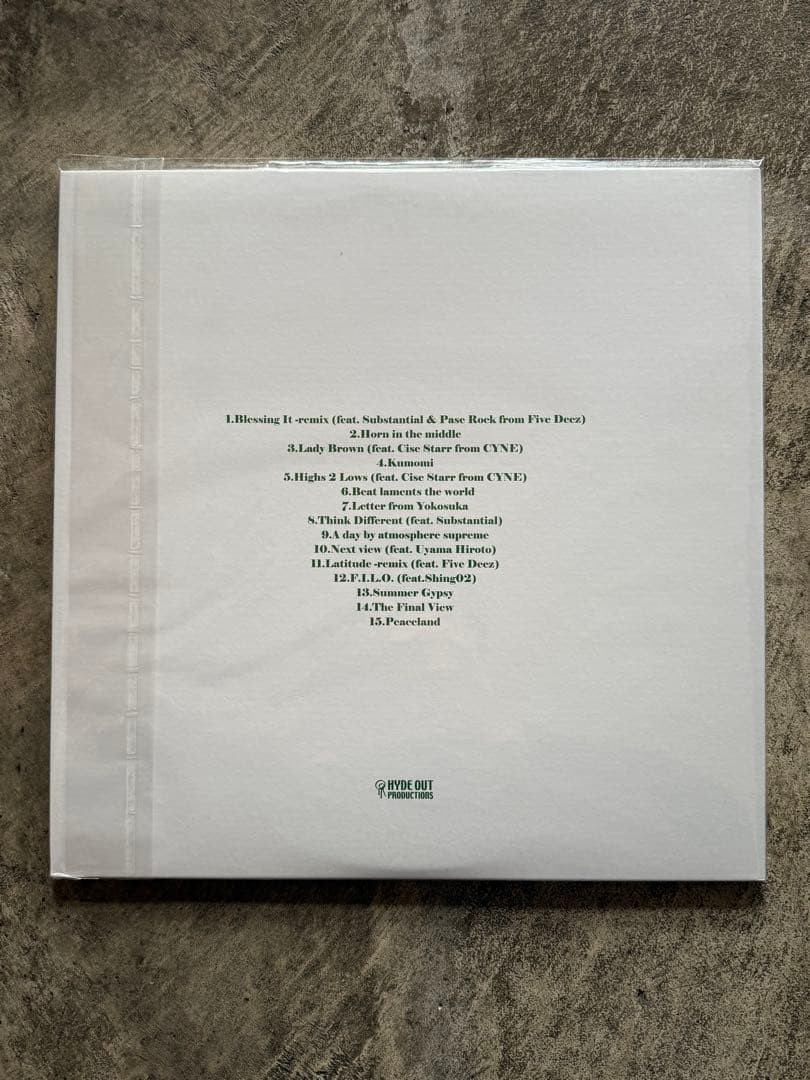 1.Blessing It -remix (feat. Substantial & Pase Rock from Five Deez)
2.Horn in the middle
3.Lady Brown (feat. Cise Starr from CYNE)
4.Kumomi
5.Highs 2 Lows (feat. Cise Starr from CYNE)
6.Beat laments the world
7.Letter from Yokosuka
8.Think Different (feat. Substantial)
9.A day by atmosphere supreme
10.Next view (feat. Uyama Hiroto)
11.Latitude -remix (feat. Five Deez)
12.F.I.L.O. (feat.Shing02)
13.Summer Gypsy
14.The Final View
15.Peaceland
HYDE OUT
PRODUCTIONS